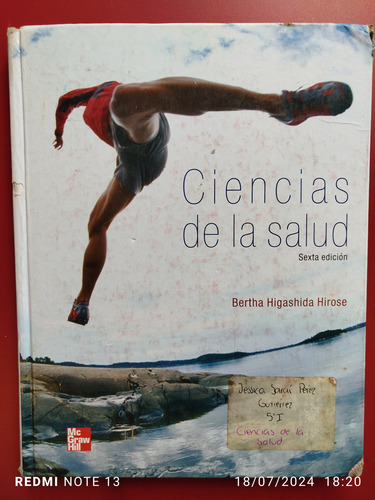 Ciencias
de la salud
Sexta edición
Bertha Higashida Hirose
Jessica Saraí Pérez
Gutiérrez
5°I
Ciencias de la
Salud
Mc
Graw
Hill
REDMI NOTE 13
18/07/2024 18:20